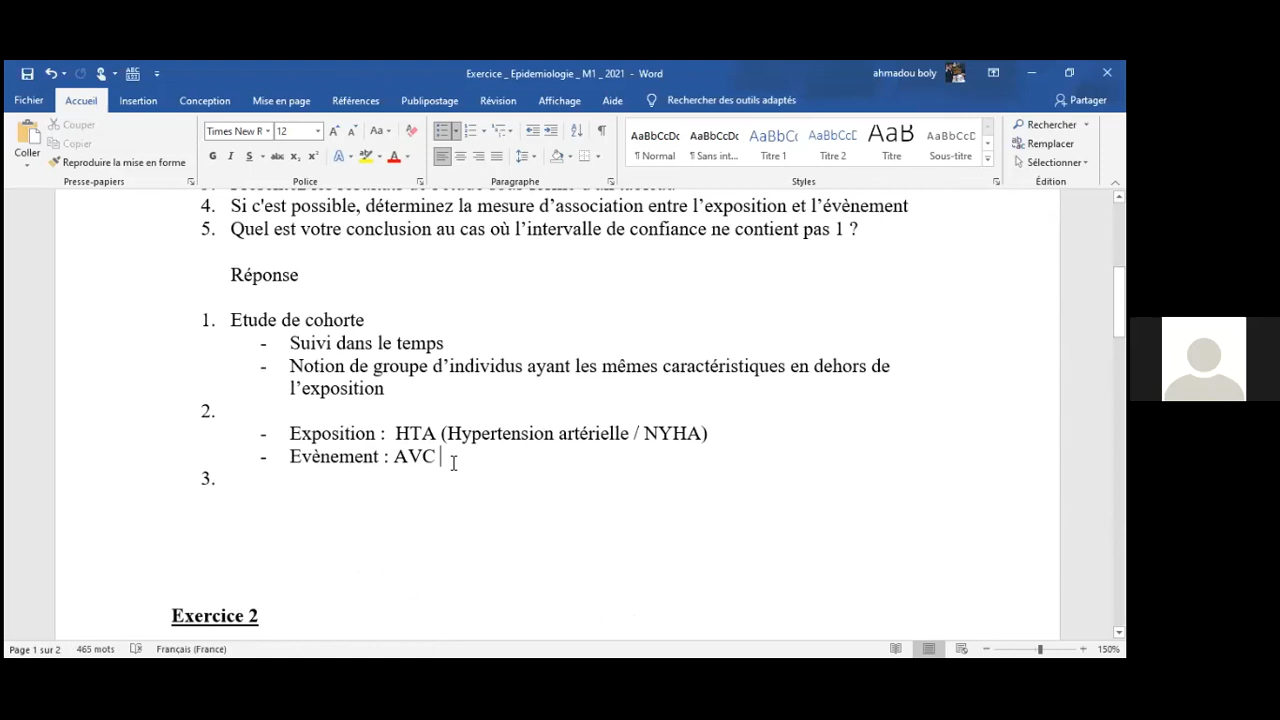 Exercice _ Epidemiologie _ M1 _ 2021 - Word
ahmadou boly
Fichier Accueil Insertion Conception Mise en page Références Publipostage Révision Affichage Aide Rechercher des outils adaptés Partager
Coller
Couper
Copier
Reproduire la mise en forme
Presse-papiers
Times New R 12 Aa
G I S abc x₂ x² A A
Police
Paragraphe
AaBbCcDc AaBbCcDc AaBbCc AaBbCcD AaB AaBbCcD
¶ Normal ¶ Sans int... Titre 1 Titre 2 Titre Sous-titre
Styles
Rechercher
Remplacer
Sélectionner
Édition
4. Si c'est possible, déterminez la mesure d’association entre l’exposition et l’évènement
5. Quel est votre conclusion au cas où l’intervalle de confiance ne contient pas 1 ?
Réponse
1. Etude de cohorte
- Suivi dans le temps
- Notion de groupe d’individus ayant les mêmes caractéristiques en dehors de
l’exposition
2.
- Exposition : HTA (Hypertension artérielle / NYHA)
- Evènement : AVC
3.
Exercice 2
Page 1 sur 2 465 mots Français (France) 150%